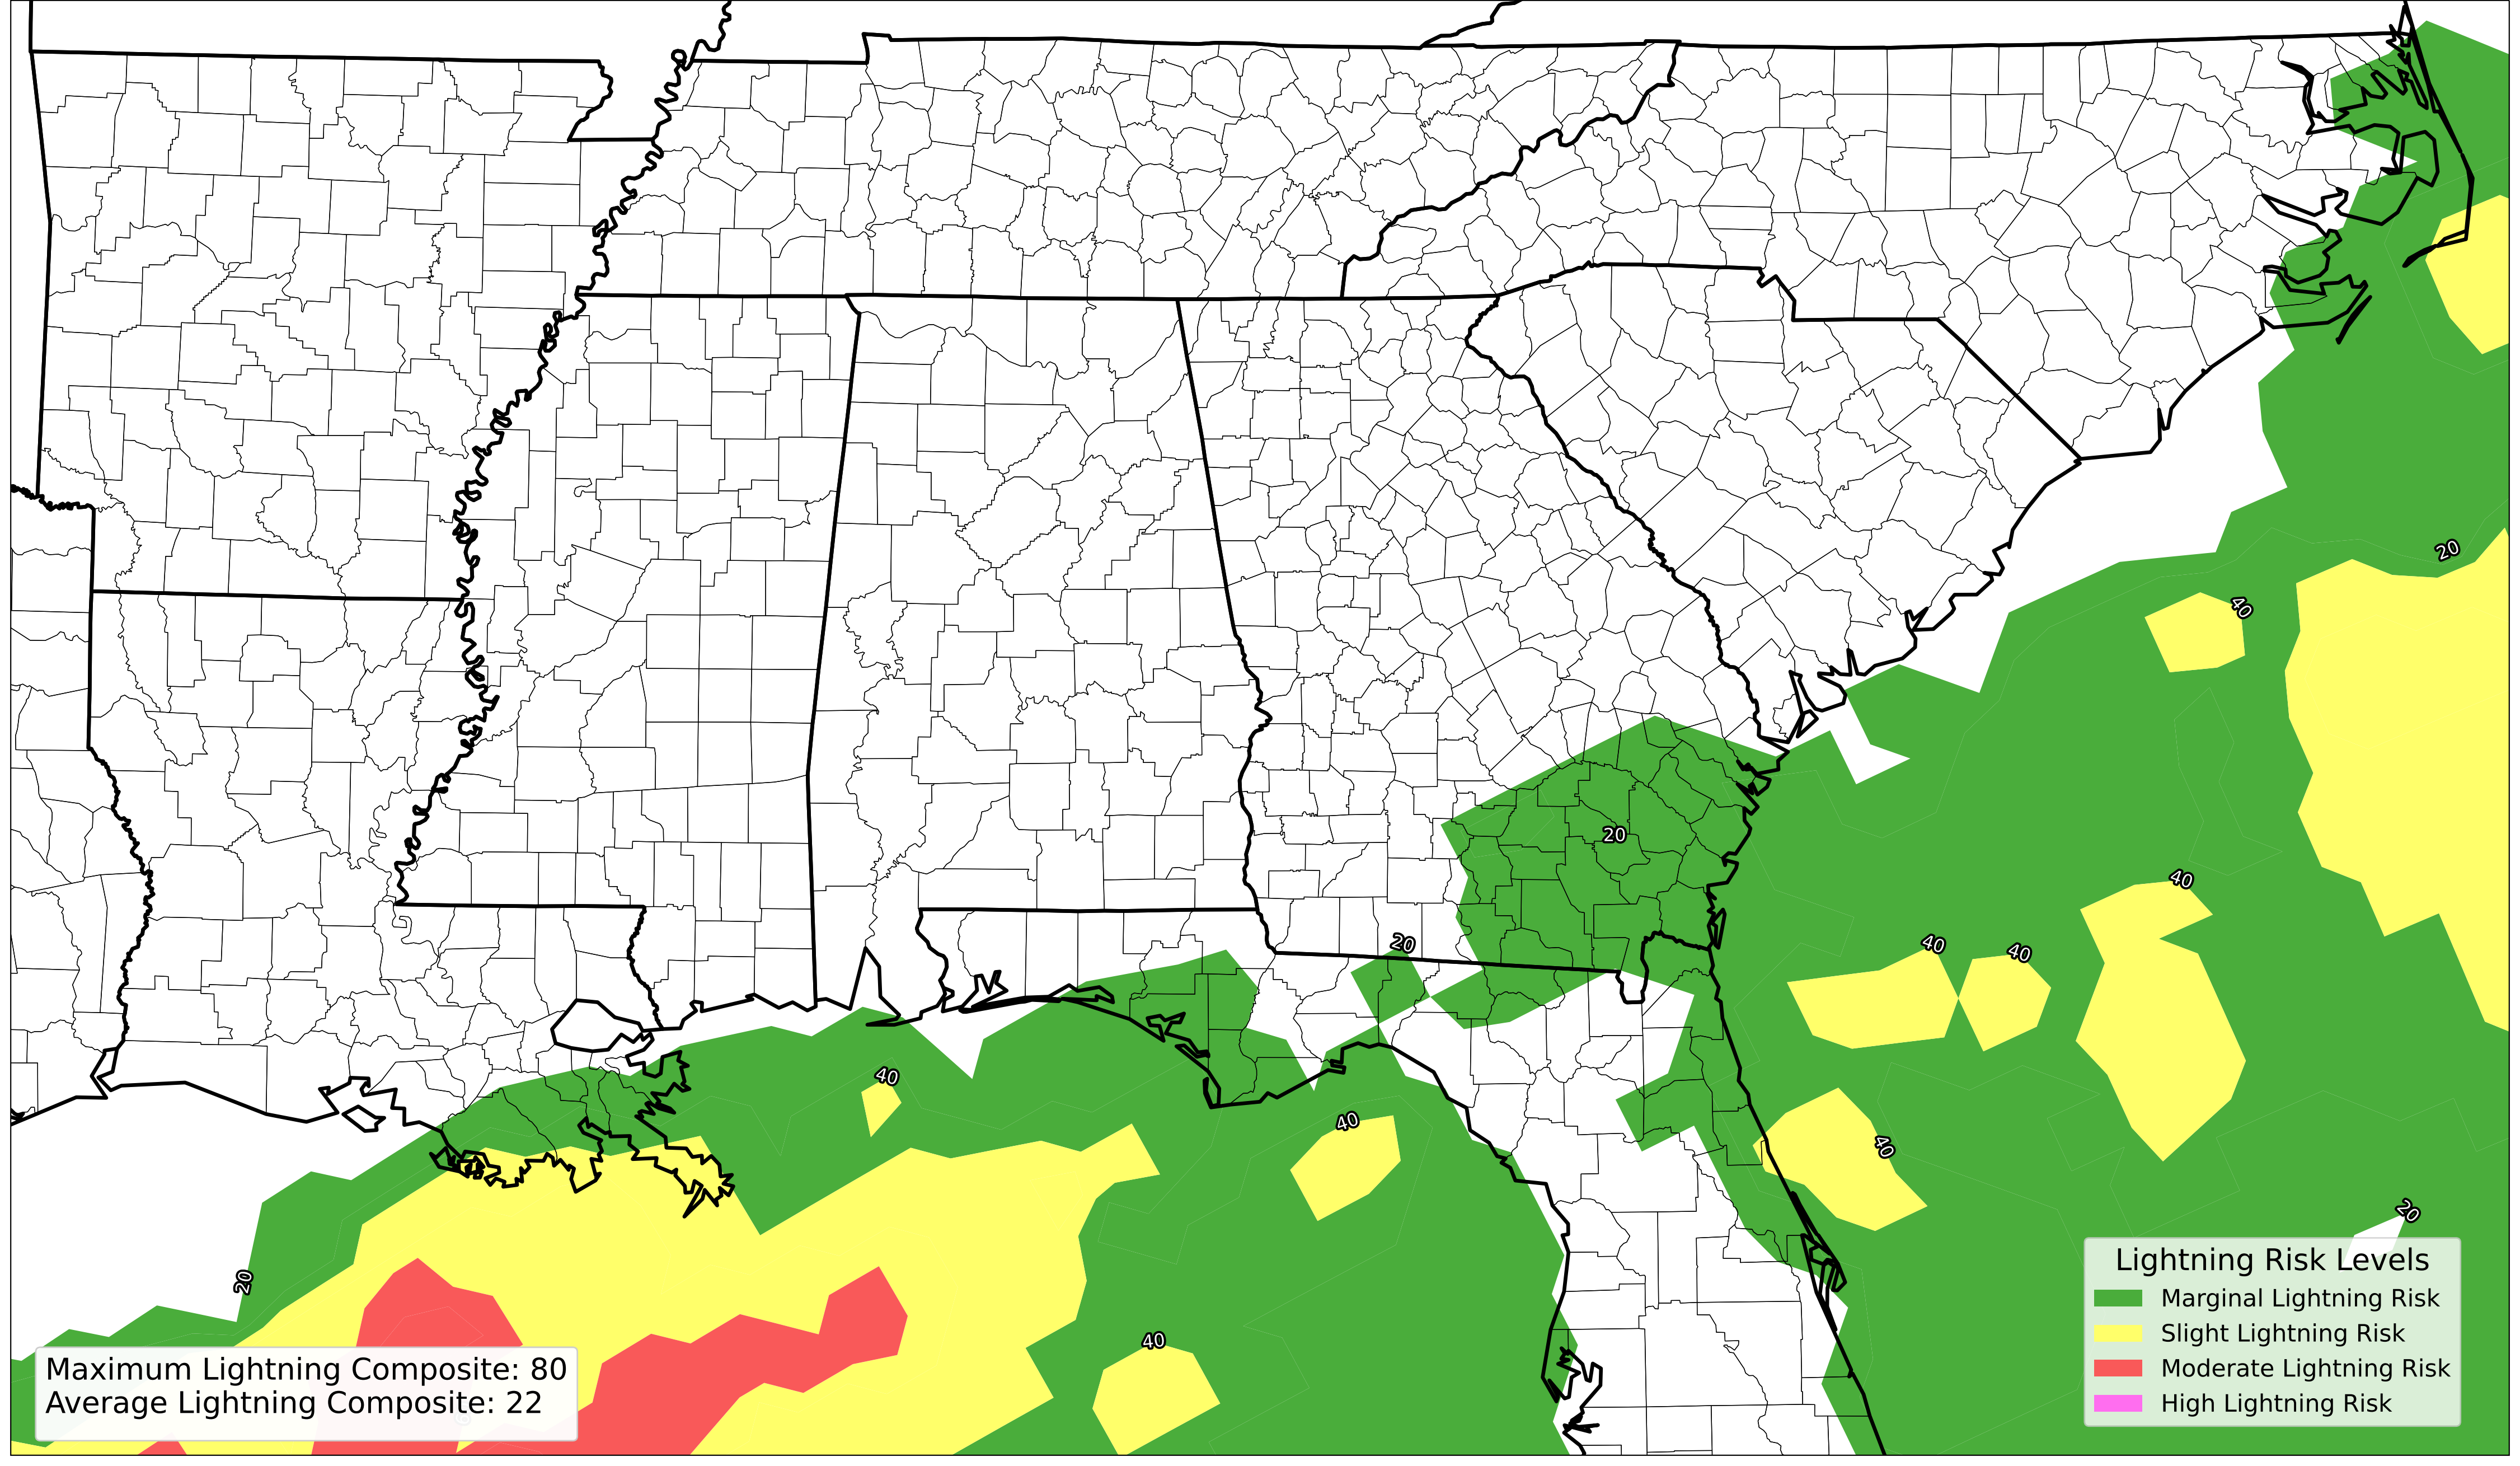 20
40
40
20
20
40
40
40
40
40
20
20
40
Lightning Risk Levels
Marginal Lightning Risk
Slight Lightning Risk
Moderate Lightning Risk
High Lightning Risk
Maximum Lightning Composite: 80
Average Lightning Composite: 22